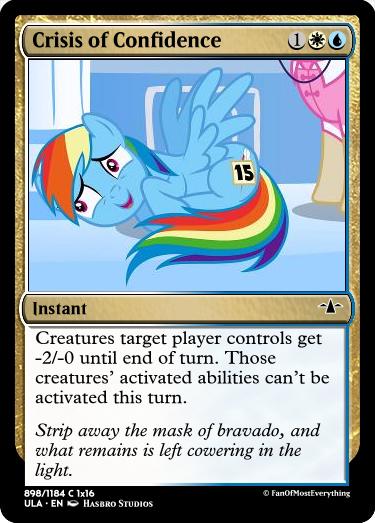 Crisis of Confidence 1
15
Instant
Creatures target player controls get
-2/-0 until end of turn. Those
creatures' activated abilities can't be
activated this turn.
Strip away the mask of bravado, and
what remains is left cowering in the
light.
898/1184 C 1x16
ULA • EN Hasbro Studios
© FanOfMostEverything